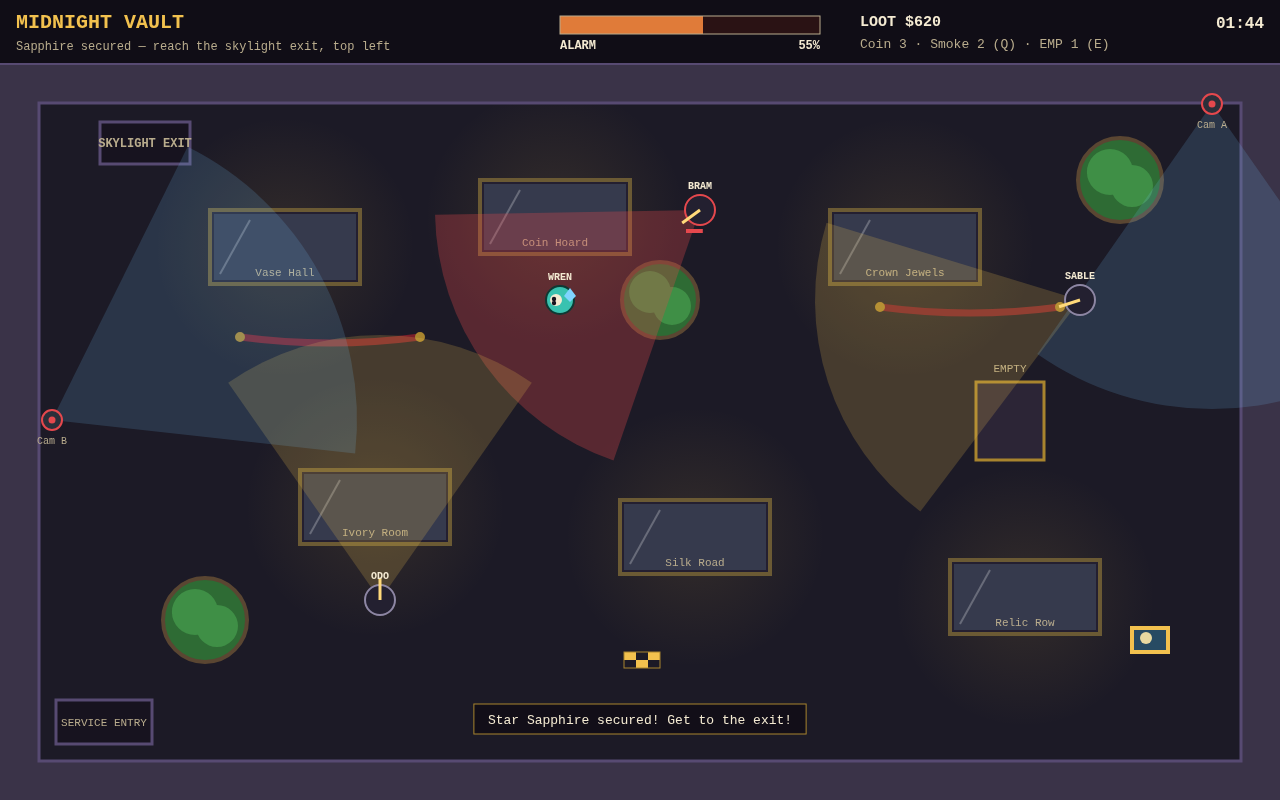 MIDNIGHT VAULT
Sapphire secured — reach the skylight exit, top left
ALARM 55%
LOOT $620
Coin 3 · Smoke 2 (Q) · EMP 1 (E)
01:44
Cam A
SKYLIGHT EXIT
BRAM
Coin Hoard
Vase Hall
Crown Jewels
WREN
SABLE
EMPTY
Cam B
Ivory Room
Silk Road
ODO
Relic Row
SERVICE ENTRY
Star Sapphire secured! Get to the exit!